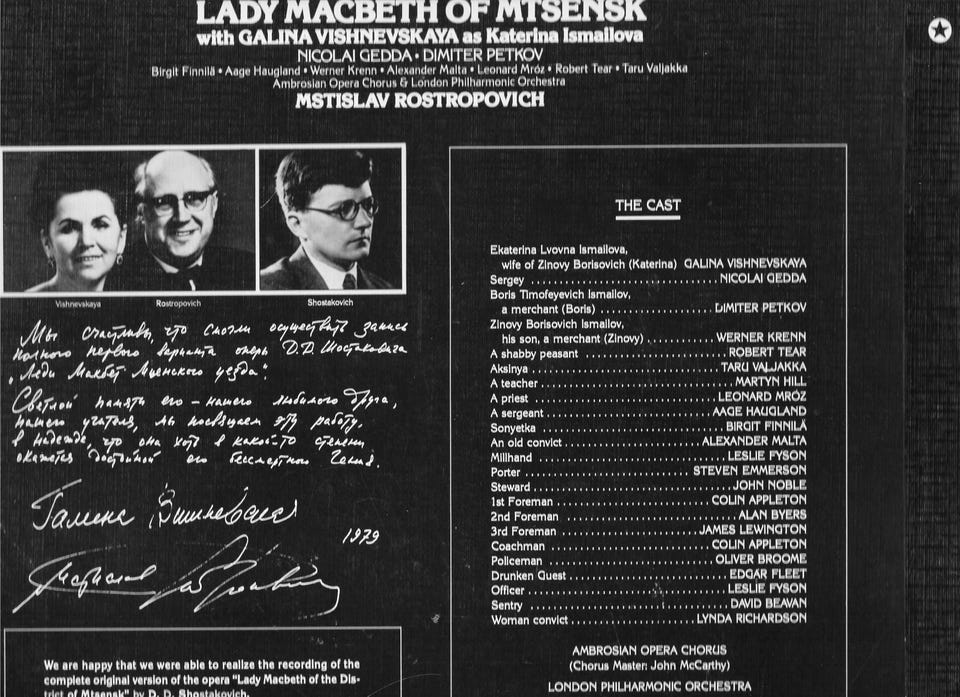 LADY MACBETH OF MTSENSK
with GALINA VISHNEVSKAYA as Katerina Ismailova
NICOLAI GEDDA • DIMITER PETKOV
Birgit Finnilä • Aage Haugland • Werner Krenn • Alexander Malta • Leonard Mróz • Robert Tear • Taru Valjakka
Ambrosian Opera Chorus & London Philharmonic Orchestra
MSTISLAV ROSTROPOVICH
Vishnevskaya
Rostropovich
Shostakovich
Мы счастливы, что смогли осуществить запись
полного первого варианта оперы Д.Д. Шостаковича
„Леди Макбет Мценского уезда“.
Светлой памяти его – нашего любимого друга,
нашего учителя, мы посвящаем эту работу.
в надежде, что она хоть в какой-то степени
окажется достойной его бессмертного Гения.
Галина Вишневская
1979
Мстислав Ростропович
We are happy that we were able to realize the recording of the
complete original version of the opera "Lady Macbeth of the Dis-
trict of Mtsensk" by D. D. Shostakovich.
THE CAST
Ekaterina Lvovna Ismailova,
wife of Zinovy Borisovich (Katerina) GALINA VISHNEVSKAYA
Sergey NICOLAI GEDDA
Boris Timofeyevich Ismailov,
a merchant (Boris) DIMITER PETKOV
Zinovy Borisovich Ismailov,
his son, a merchant (Zinovy) WERNER KRENN
A shabby peasant ROBERT TEAR
Aksinya TARU VALJAKKA
A teacher MARTYN HILL
A priest LEONARD MRÓZ
A sergeant AAGE HAUGLAND
Sonyetka BIRGIT FINNILÄ
An old convict ALEXANDER MALTA
Millhand LESLIE FYSON
Porter STEVEN EMMERSON
Steward JOHN NOBLE
1st Foreman COLIN APPLETON
2nd Foreman ALAN BYERS
3rd Foreman JAMES LEWINGTON
Coachman COLIN APPLETON
Policeman OLIVER BROOME
Drunken Guest EDGAR FLEET
Officer LESLIE FYSON
Sentry DAVID BEAVAN
Woman convict LYNDA RICHARDSON
AMBROSIAN OPERA CHORUS
(Chorus Master: John McCarthy)
LONDON PHILHARMONIC ORCHESTRA